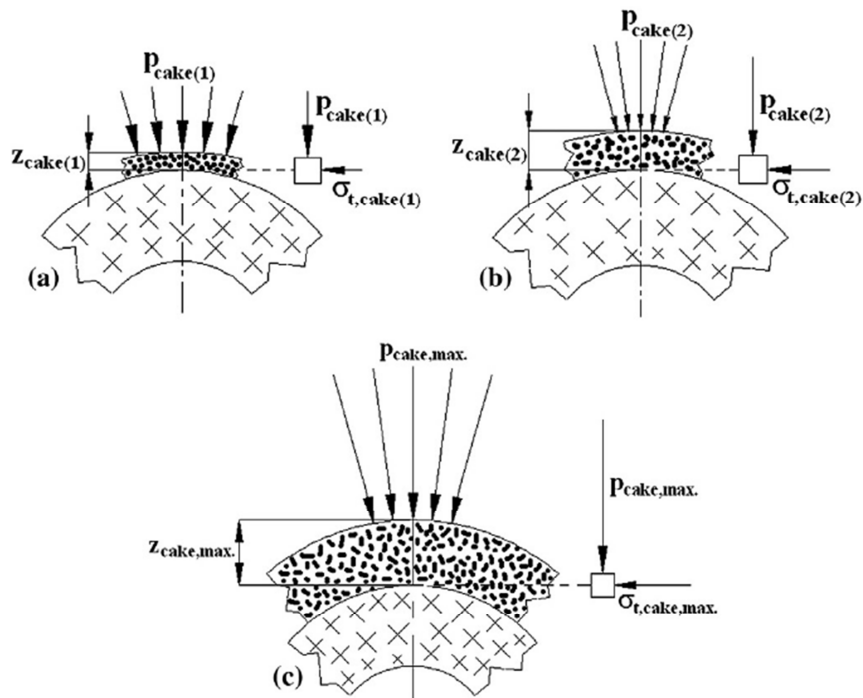 p_cake(1)
p_cake(1)
z_cake(1)
σ_t,cake(1)
(a)
p_cake(2)
p_cake(2)
z_cake(2)
σ_t,cake(2)
(b)
p_cake,max.
p_cake,max.
z_cake,max.
σ_t,cake,max.
(c)